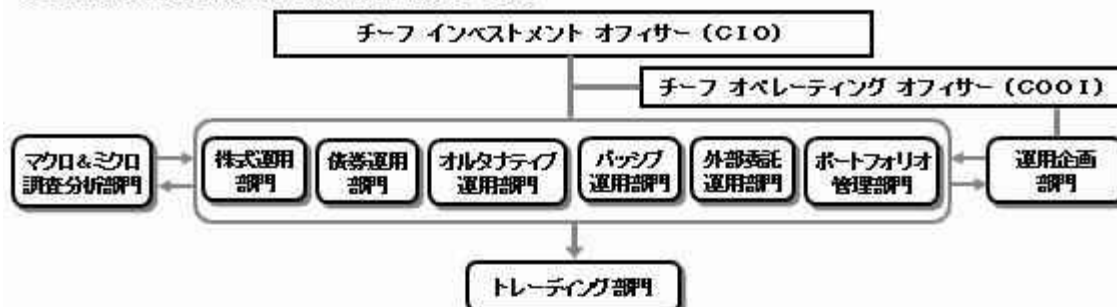 チーフ インベストメント オフィサー (CIO)
チーフ オペレーティング オフィサー (COOI)
マクロ&ミクロ
調査分析部門
株式運用
部門
債券運用
部門
オルタナティブ
運用部門
パッシブ
運用部門
外部委託
運用部門
ポートフォリオ
管理部門
運用企画
部門
トレーディング部門